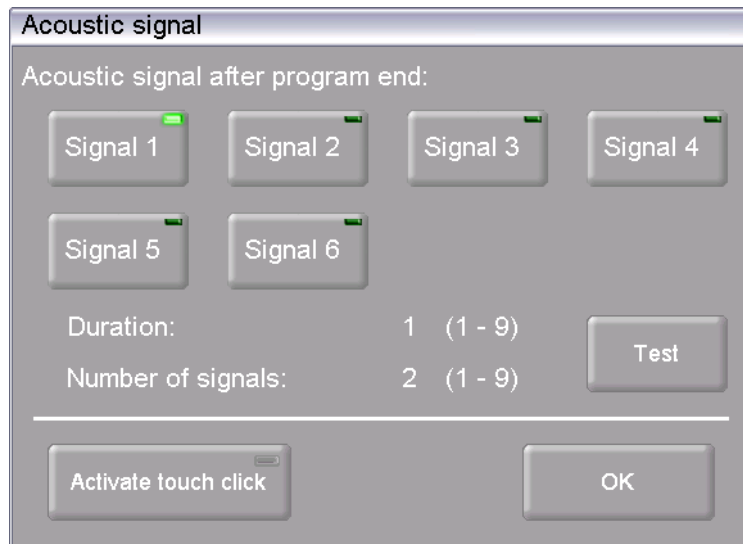 Acoustic signal
Acoustic signal after program end:
Signal 1 Signal 2 Signal 3 Signal 4
Signal 5 Signal 6
Duration: 1 (1 - 9)
Test
Number of signals: 2 (1 - 9)
Activate touch click OK